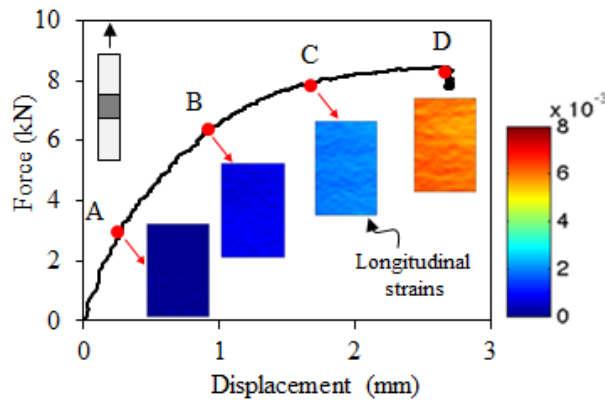 10
8
6
4
2
0
Force (kN)
A
B
C
D
Longitudinal
strains
0
1
2
3
Displacement (mm)
x 10⁻³
8
6
4
2
0